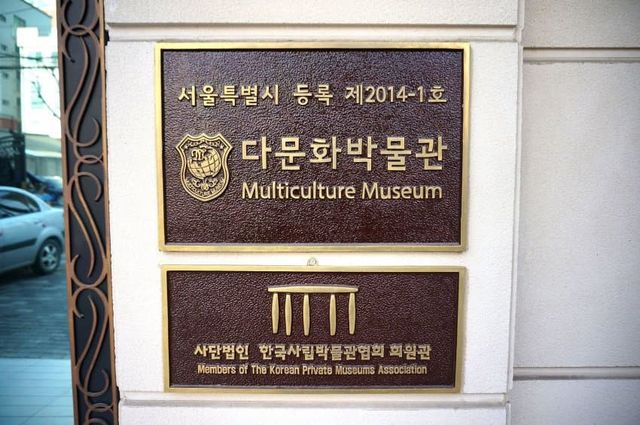 서울특별시 등록 제2014-1호
다문화박물관
Multiculture Museum
사단법인 한국사립박물관협회 회원관
Members of The Korean Private Museums Association